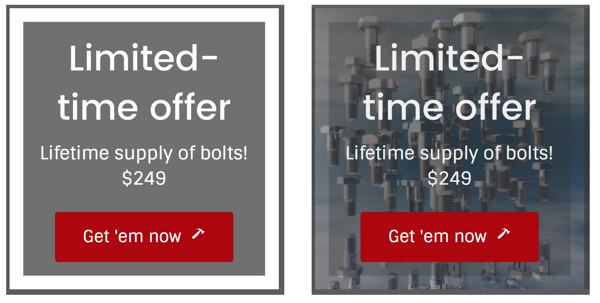 Limited-
time offer
Lifetime supply of bolts!
$249
Get 'em now
Limited-
time offer
Lifetime supply of bolts!
$249
Get 'em now